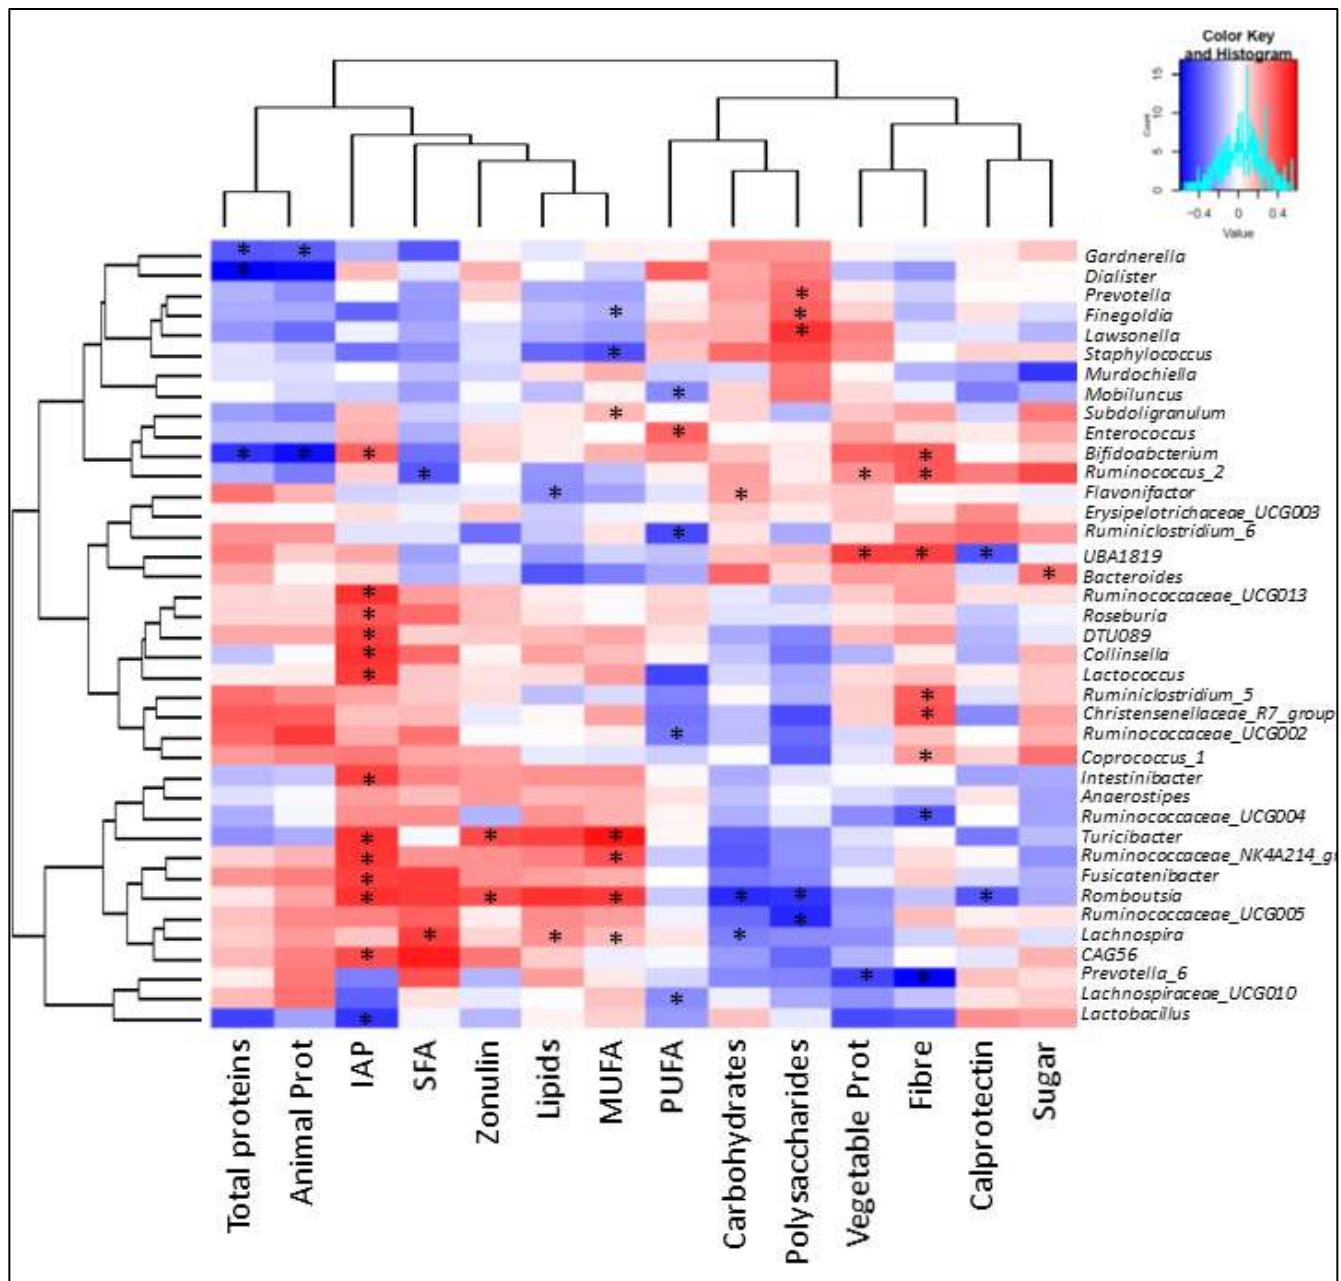 Color Key
and Histogram
Count
0
5
10
15
−0.4
0
0.4
Value
*
Gardnerella
Dialister
Prevotella
Finegoldia
Lawsonella
Staphylococcus
Murdochiella
Mobiluncus
Subdoligranulum
Enterococcus
Bifidoabcterium
Ruminococcus_2
Flavonifactor
Erysipelotrichaceae_UCG003
Ruminiclostridium_6
UBA1819
Bacteroides
Ruminococcaceae_UCG013
Roseburia
DTU089
Collinsella
Lactococcus
Ruminiclostridium_5
Christensenellaceae_R7_group
Ruminococcaceae_UCG002
Coprococcus_1
Intestinibacter
Anaerostipes
Ruminococcaceae_UCG004
Turicibacter
Ruminococcaceae_NK4A214_g
Fusicatenibacter
Romboutsia
Ruminococcaceae_UCG005
Lachnospira
CAG56
Prevotella_6
Lachnospiraceae_UCG010
Lactobacillus
Total proteins
Animal Prot
IAP
SFA
Zonulin
Lipids
MUFA
PUFA
Carbohydrates
Polysaccharides
Vegetable Prot
Fibre
Calprotectin
Sugar